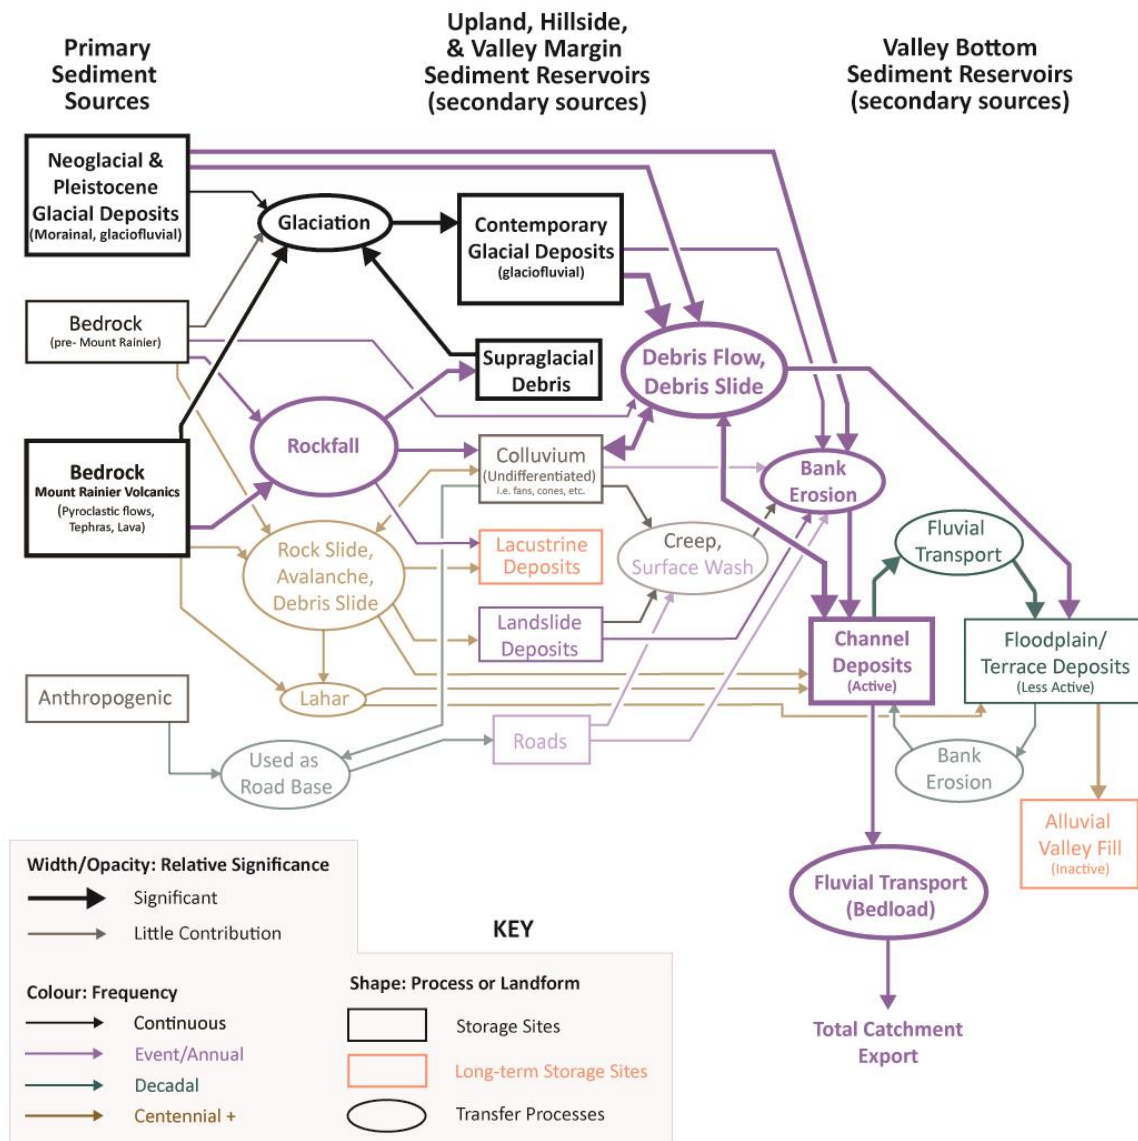 Primary
Sediment
Sources
Upland, Hillside,
& Valley Margin
Sediment Reservoirs
(secondary sources)
Valley Bottom
Sediment Reservoirs
(secondary sources)
Neoglacial &
Pleistocene
Glacial Deposits
(Morainal, glaciofluvial)
Glaciation
Contemporary
Glacial Deposits
(glaciofluvial)
Bedrock
(pre- Mount Rainier)
Supraglacial
Debris
Debris Flow,
Debris Slide
Rockfall
Bedrock
Mount Rainier Volcanics
(Pyroclastic flows,
Tephras, Lava)
Colluvium
(Undifferentiated)
i.e. fans, cones, etc.
Bank
Erosion
Rock Slide,
Avalanche,
Debris Slide
Lacustrine
Deposits
Creep,
Surface Wash
Fluvial
Transport
Landslide
Deposits
Channel
Deposits
(Active)
Floodplain/
Terrace Deposits
(Less Active)
Anthropogenic
Lahar
Roads
Used as
Road Base
Bank
Erosion
Alluvial
Valley Fill
(Inactive)
Fluvial Transport
(Bedload)
Total Catchment
Export
KEY
Width/Opacity: Relative Significance
Significant
Little Contribution
Colour: Frequency
Continuous
Event/Annual
Decadal
Centennial +
Shape: Process or Landform
Storage Sites
Long-term Storage Sites
Transfer Processes